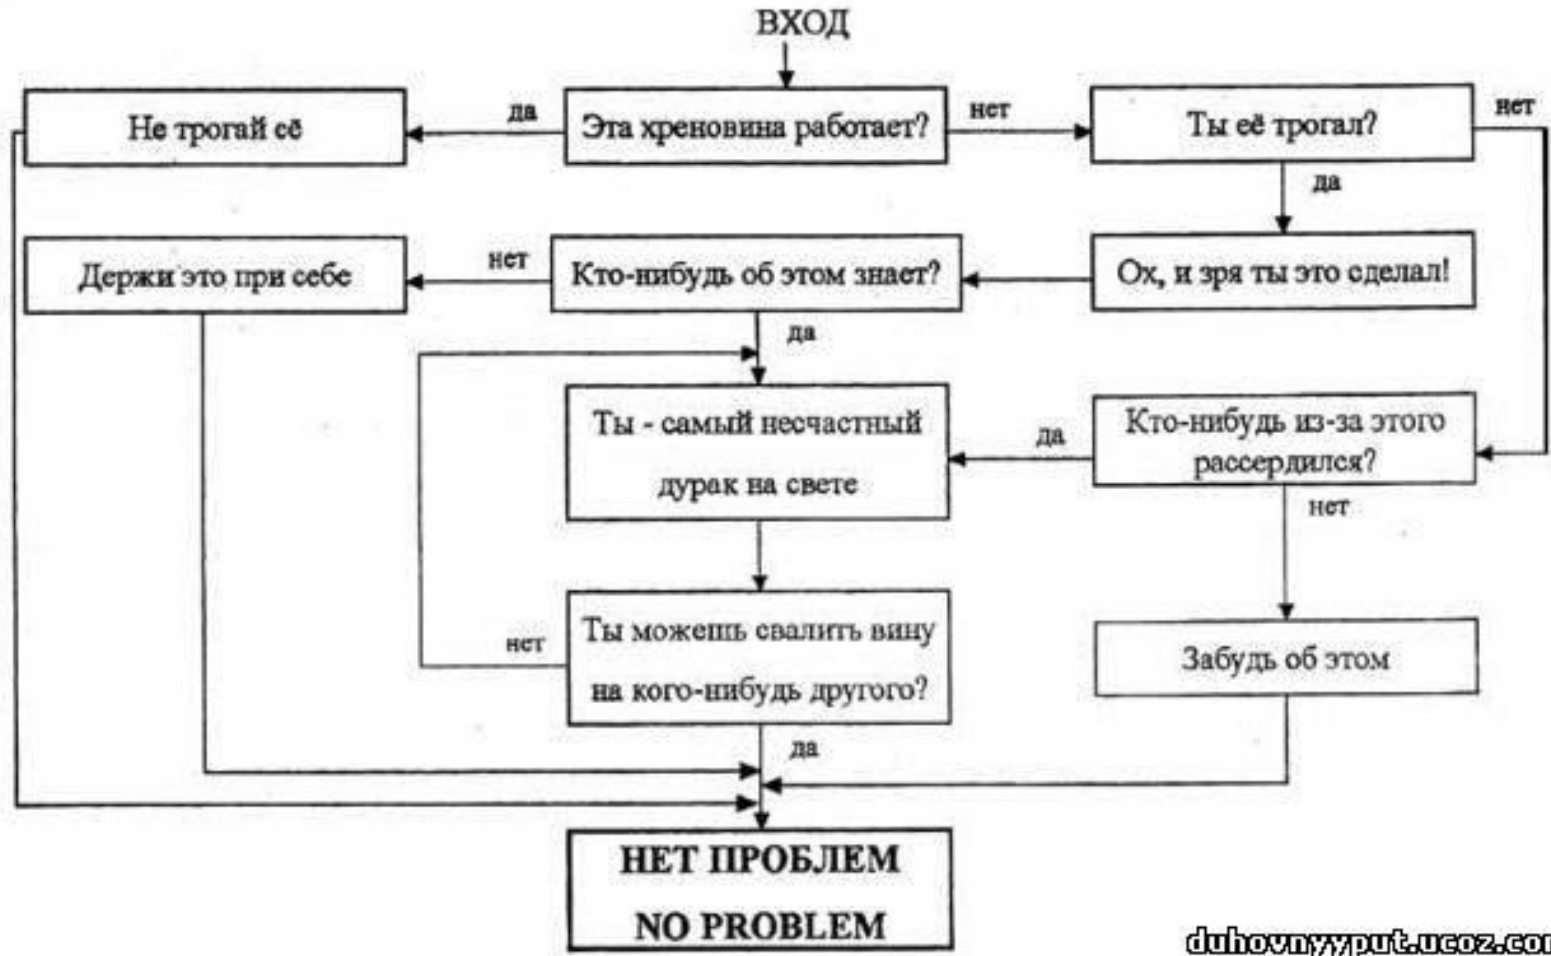 ВХОД
Не трогай её
да
Эта хреновина работает?
нет
Ты её трогал?
нет
да
Держи это при себе
нет
Кто-нибудь об этом знает?
Ох, и зря ты это сделал!
да
Ты - самый несчастный
дурак на свете
да
Кто-нибудь из-за этого
рассердился?
нет
нет
Ты можешь свалить вину
на кого-нибудь другого?
Забудь об этом
да
НЕТ ПРОБЛЕМ
NO PROBLEM
duhovnyyput.ucoz.com